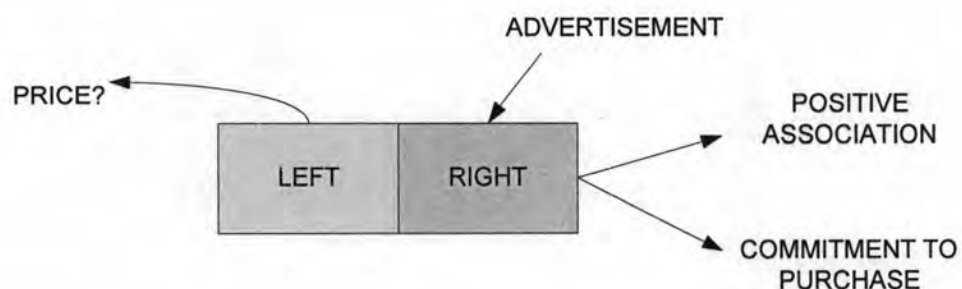 ADVERTISEMENT
PRICE?
POSITIVE
ASSOCIATION
LEFT
RIGHT
COMMITMENT TO
PURCHASE